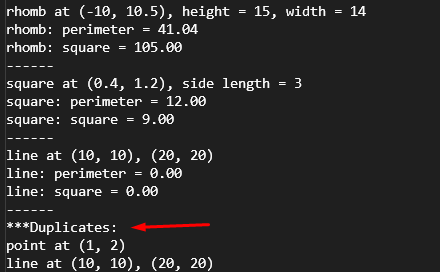 rhomb at (-10, 10.5), height = 15, width = 14
rhomb: perimeter = 41.04
rhomb: square = 105.00
------
square at (0.4, 1.2), side length = 3
square: perimeter = 12.00
square: square = 9.00
------
line at (10, 10), (20, 20)
line: perimeter = 0.00
line: square = 0.00
------
***Duplicates:
point at (1, 2)
line at (10, 10), (20, 20)